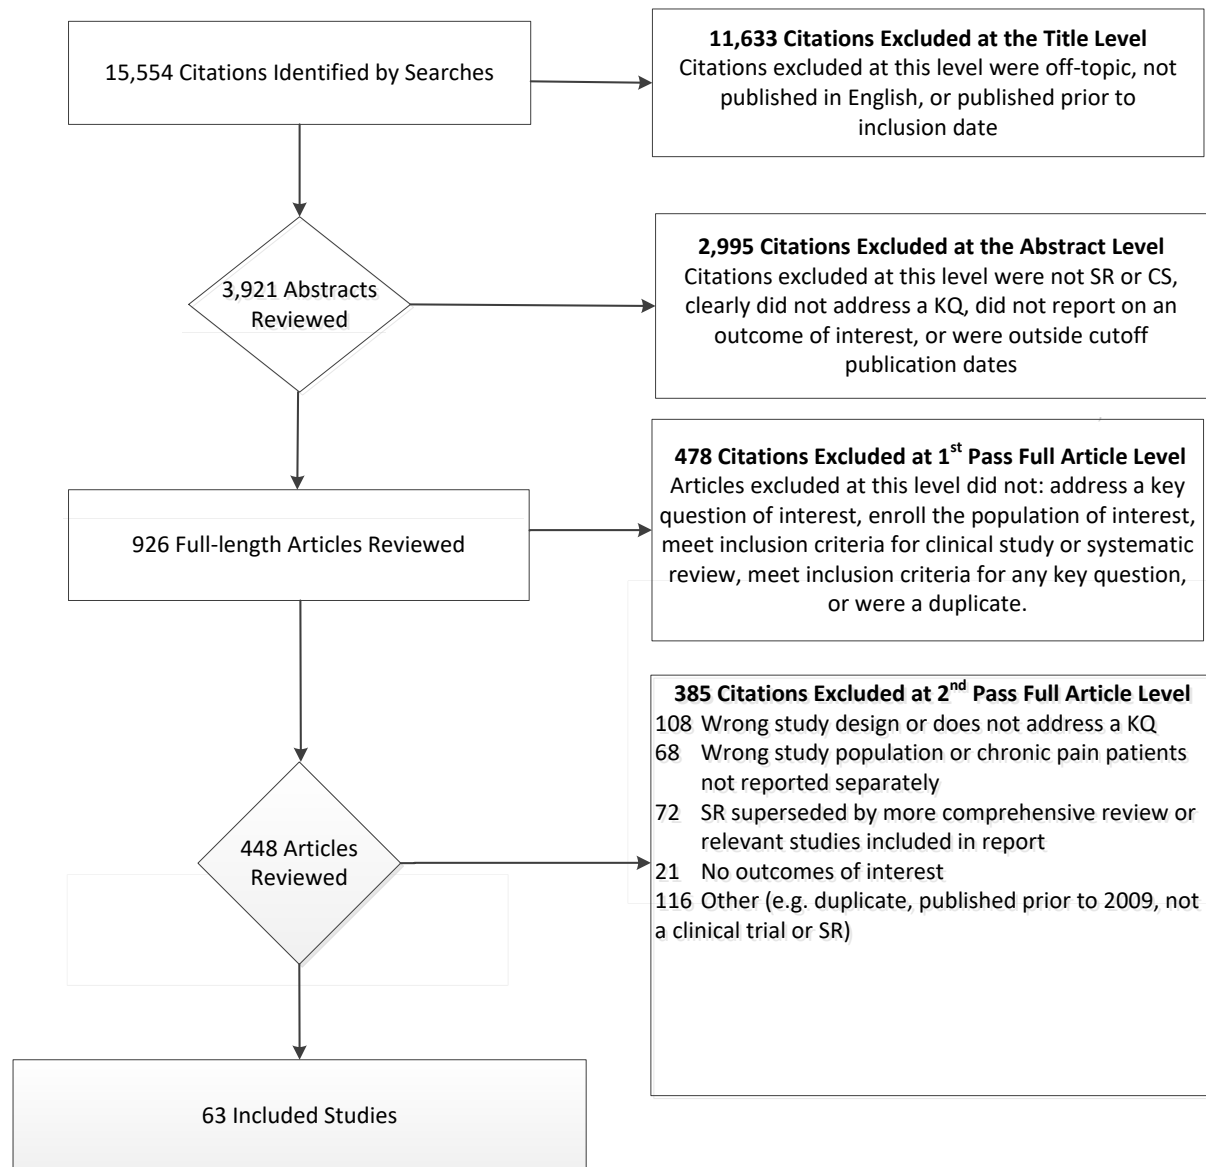 15,554 Citations Identified by Searches
11,633 Citations Excluded at the Title Level
Citations excluded at this level were off-topic, not
published in English, or published prior to
inclusion date
3,921 Abstracts
Reviewed
2,995 Citations Excluded at the Abstract Level
Citations excluded at this level were not SR or CS,
clearly did not address a KQ, did not report on an
outcome of interest, or were outside cutoff
publication dates
926 Full-length Articles Reviewed
478 Citations Excluded at 1st Pass Full Article Level
Articles excluded at this level did not: address a key
question of interest, enroll the population of interest,
meet inclusion criteria for clinical study or systematic
review, meet inclusion criteria for any key question,
or were a duplicate.
448 Articles
Reviewed
385 Citations Excluded at 2nd Pass Full Article Level
108 Wrong study design or does not address a KQ
68 Wrong study population or chronic pain patients
not reported separately
72 SR superseded by more comprehensive review or
relevant studies included in report
21 No outcomes of interest
116 Other (e.g. duplicate, published prior to 2009, not
a clinical trial or SR)
63 Included Studies